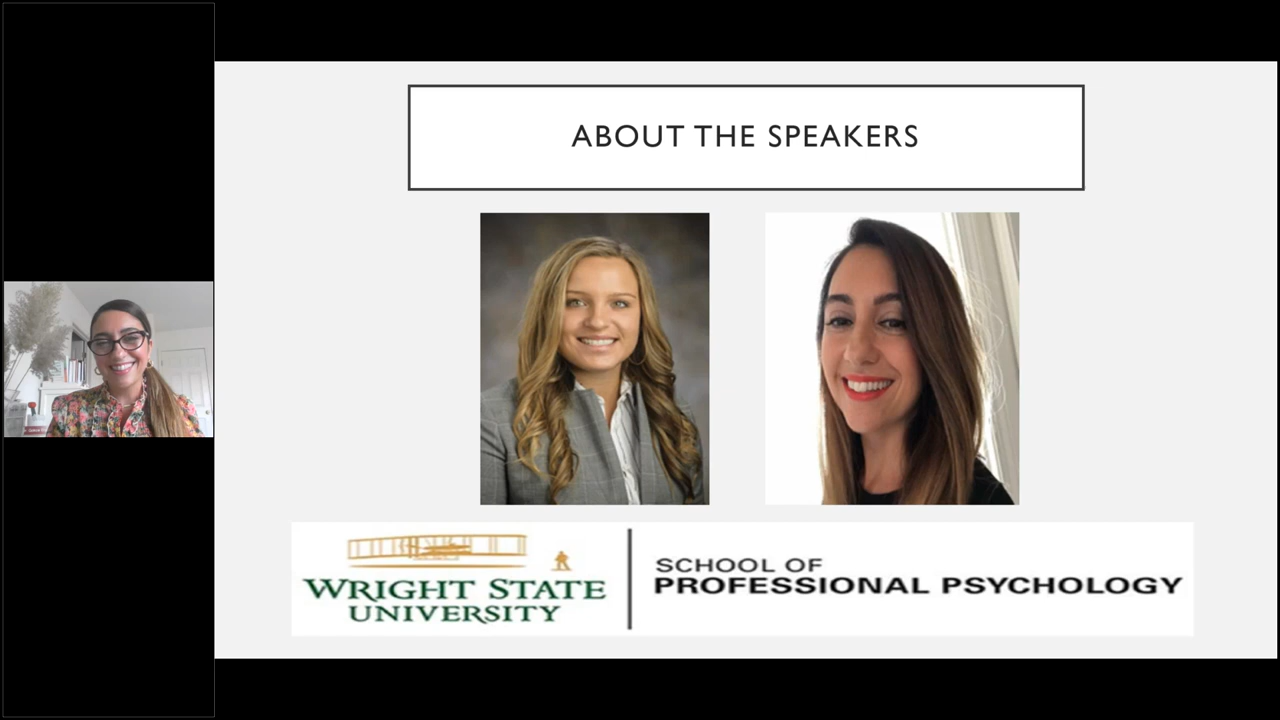 ABOUT THE SPEAKERS
WRIGHT STATE
UNIVERSITY
SCHOOL OF
PROFESSIONAL PSYCHOLOGY